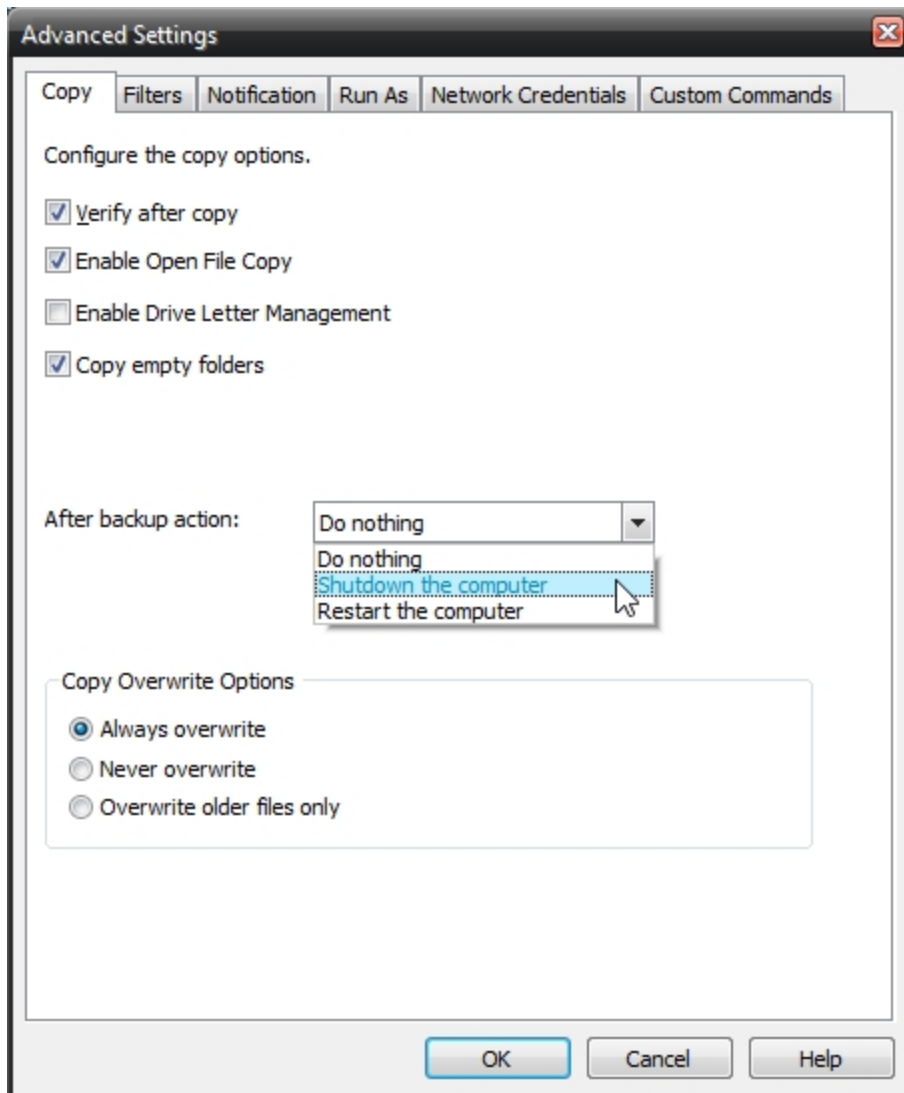 Advanced Settings
Copy Filters Notification Run As Network Credentials Custom Commands
Configure the copy options.
Verify after copy
Enable Open File Copy
Enable Drive Letter Management
Copy empty folders
After backup action: Do nothing
Do nothing
Shutdown the computer
Restart the computer
Copy Overwrite Options
Always overwrite
Never overwrite
Overwrite older files only
OK Cancel Help